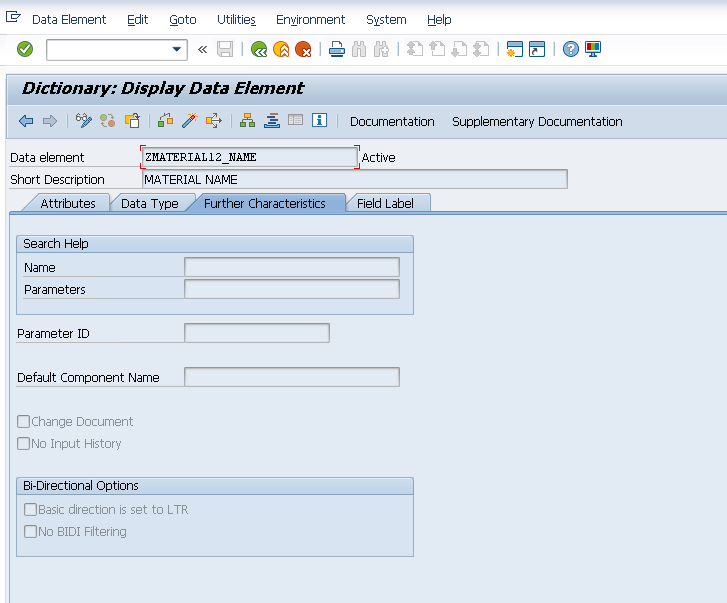 Data Element Edit Goto Utilities Environment System Help
Dictionary: Display Data Element
Documentation Supplementary Documentation
Data element ZMATERIAL12_NAME Active
Short Description MATERIAL NAME
Attributes Data Type Further Characteristics Field Label
Search Help
Name
Parameters
Parameter ID
Default Component Name
Change Document
No Input History
Bi-Directional Options
Basic direction is set to LTR
No BIDI Filtering